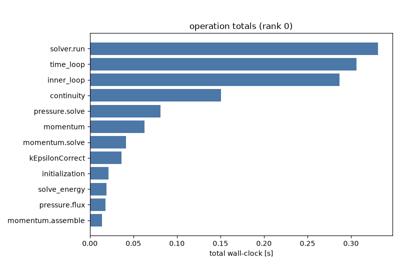 operation totals (rank 0)
solver.run
time_loop
inner_loop
continuity
pressure.solve
momentum
momentum.solve
kEpsilonCorrect
initialization
solve_energy
pressure.flux
momentum.assemble
0.00 0.05 0.10 0.15 0.20 0.25 0.30
total wall-clock [s]